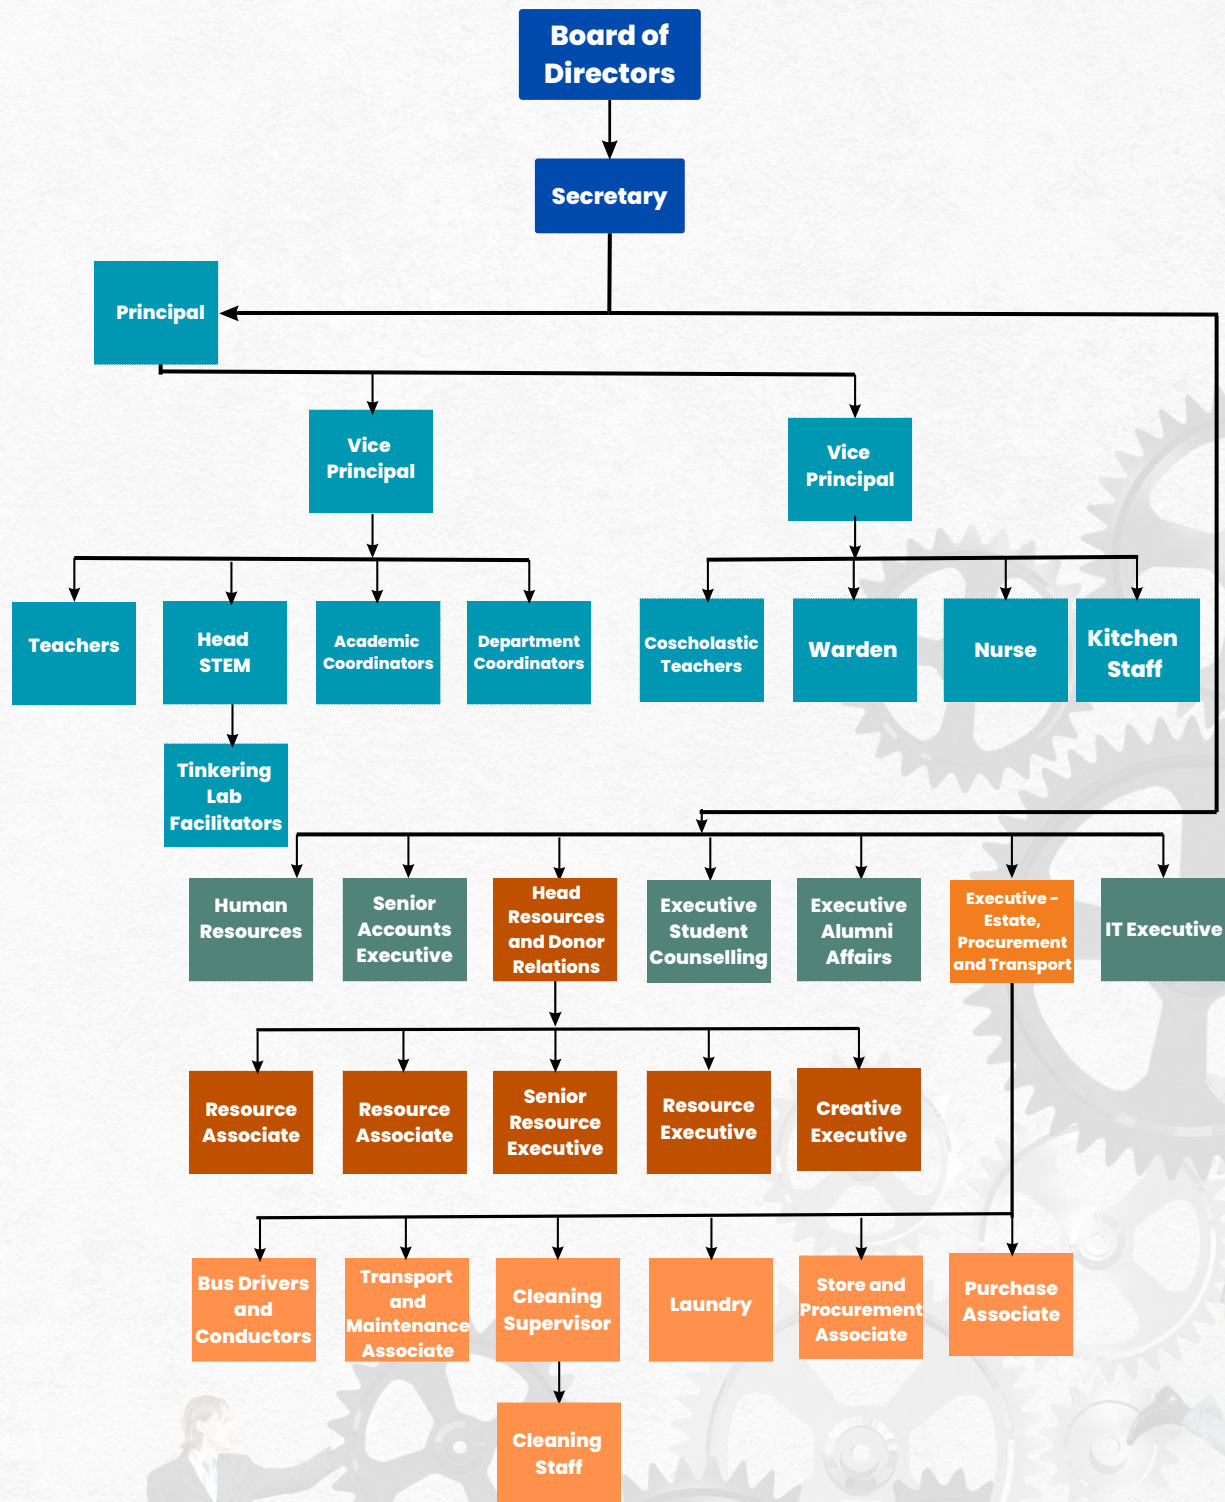 Board of
Directors
Secretary
Principal
Vice
Principal
Vice
Principal
Teachers
Head
STEM
Academic
Coordinators
Department
Coordinators
Coscholastic
Teachers
Warden
Nurse
Kitchen
Staff
Tinkering
Lab
Facilitators
Human
Resources
Senior
Accounts
Executive
Head
Resources
and Donor
Relations
Executive
Student
Counselling
Executive
Alumni
Affairs
Executive -
Estate,
Procurement
and Transport
IT Executive
Resource
Associate
Resource
Associate
Senior
Resource
Executive
Resource
Executive
Creative
Executive
Bus Drivers
and
Conductors
Transport
and
Maintenance
Associate
Cleaning
Supervisor
Laundry
Store and
Procurement
Associate
Purchase
Associate
Cleaning
Staff